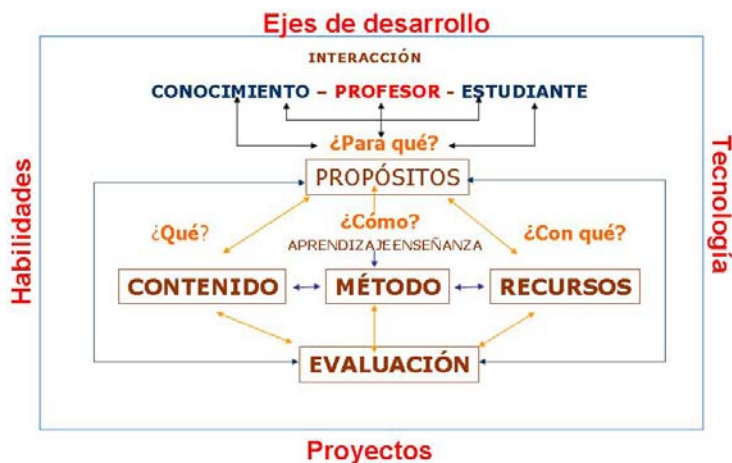 Ejes de desarrollo
INTERACCIÓN
CONOCIMIENTO – PROFESOR - ESTUDIANTE
¿Para qué?
PROPÓSITOS
¿Qué?
¿Cómo?
¿Con qué?
APRENDIZAJEENSEÑANZA
CONTENIDO
MÉTODO
RECURSOS
EVALUACIÓN
Habilidades
Tecnología
Proyectos